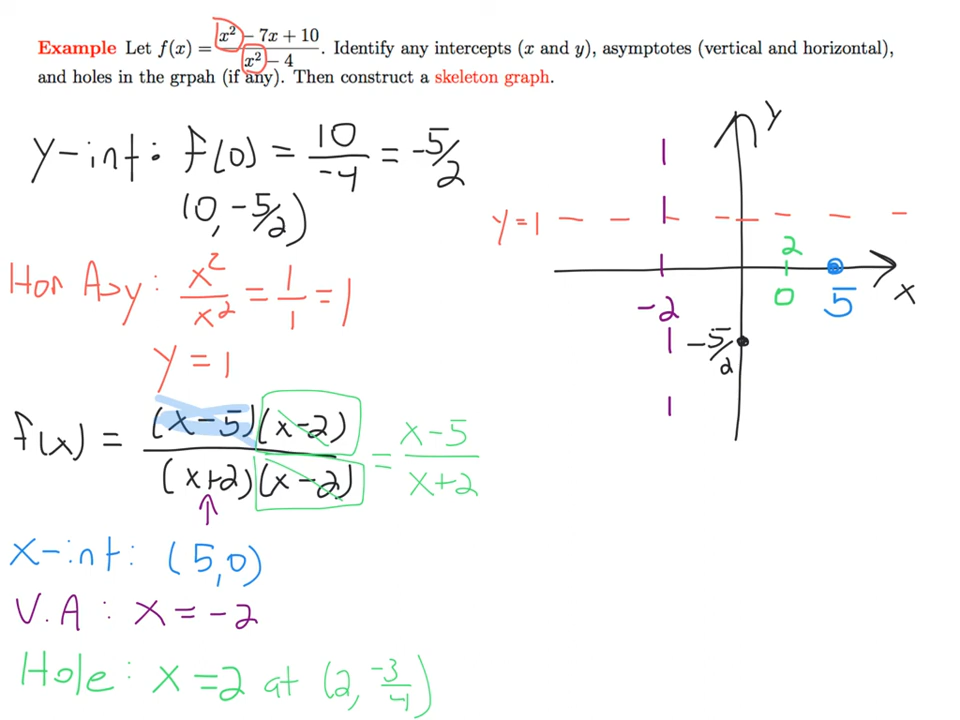 Example Let f(x) = x² − 7x + 10 / x² − 4. Identify any intercepts (x and y), asymptotes (vertical and horizontal),
and holes in the grpah (if any). Then construct a skeleton graph.
y-int: f(0) = 10/-4 = -5/2
(0, -5/2)
Hor Asy: x²/x² = 1/1 = 1
y = 1
f(x) = (x-5)(x-2) / (x+2)(x-2) = x-5 / x+2
x-int: (5,0)
V.A: x = -2
Hole: x = 2 at (2, -3/4)
y
y=1
2
-2
0
5
x
-5/2